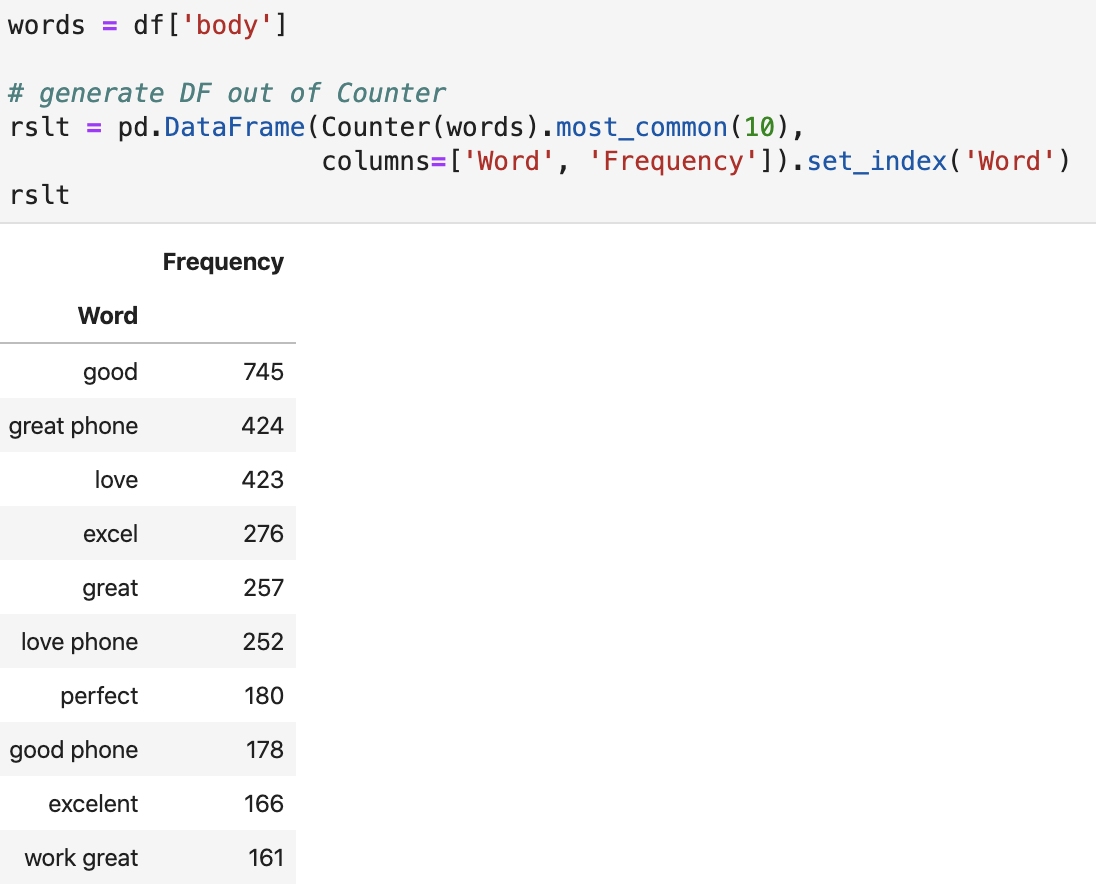 words = df['body']
# generate DF out of Counter
rslt = pd.DataFrame(Counter(words).most_common(10),
columns=['Word', 'Frequency']).set_index('Word')
rslt
Frequency
Word
good 745
great phone 424
love 423
excel 276
great 257
love phone 252
perfect 180
good phone 178
excelent 166
work great 161